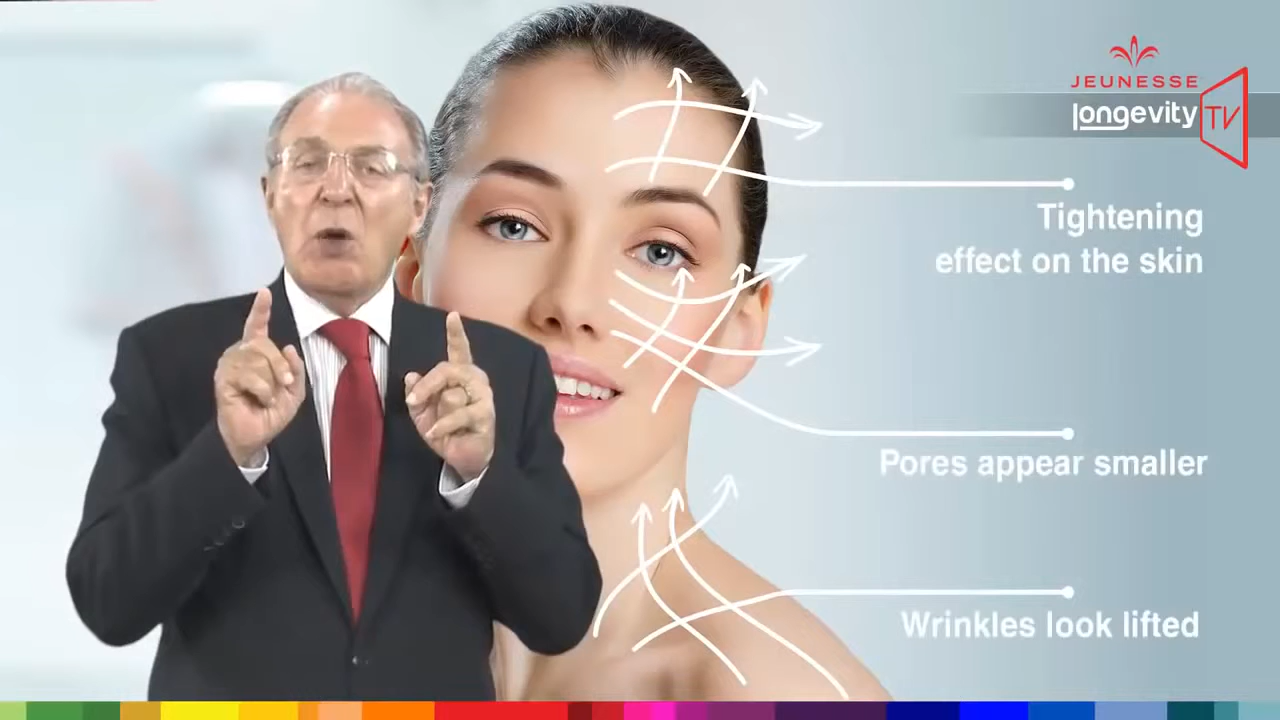 JEUNESSE
longevity TV
Tightening
effect on the skin
Pores appear smaller
Wrinkles look lifted